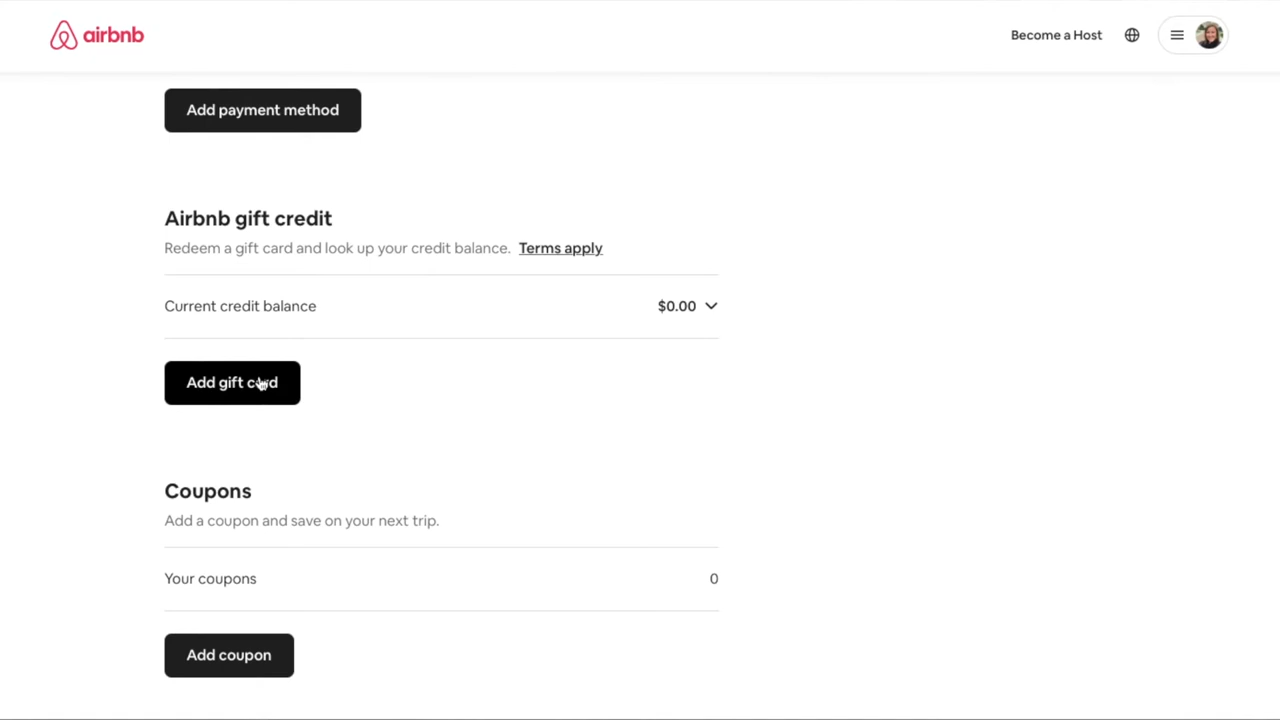 airbnb
Become a Host
Add payment method
Airbnb gift credit
Redeem a gift card and look up your credit balance. Terms apply
Current credit balance $0.00
Add gift card
Coupons
Add a coupon and save on your next trip.
Your coupons 0
Add coupon